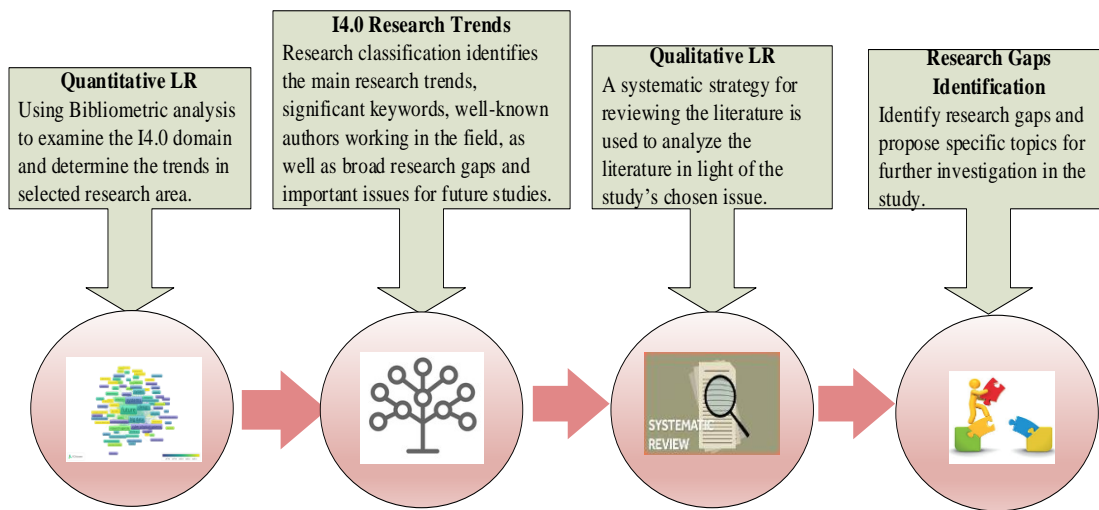 Quantitative LR
Using Bibliometric analysis
to examine the I4.0 domain
and determine the trends in
selected research area.
I4.0 Research Trends
Research classification identifies
the main research trends,
significant keywords, well-known
authors working in the field, as
well as broad research gaps and
important issues for future studies.
Qualitative LR
A systematic strategy for
reviewing the literature is
used to analyze the
literature in light of the
study's chosen issue.
Research Gaps
Identification
Identify research gaps and
propose specific topics for
further investigation in the
study.
SYSTEMATIC
REVIEW